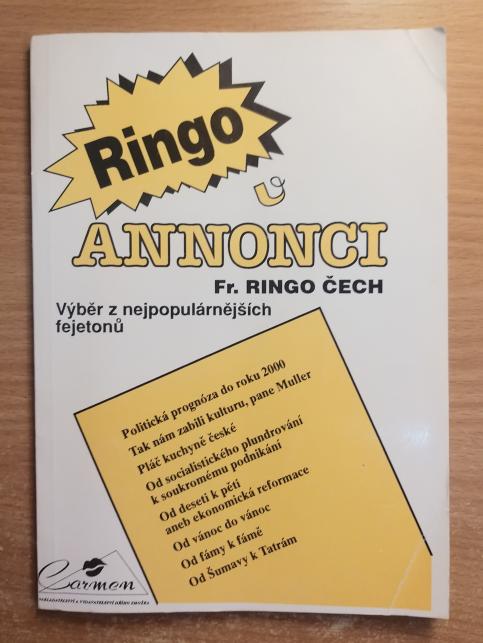 Ringo
v
ANNONCI
Fr. RINGO ČECH
Výběr z nejpopulárnějších
fejetonů
Politická prognóza do roku 2000
Tak nám zabili kulturu, pane Muller
Pláč kuchyně české
Od socialistického plundrování
k soukromému podnikání
Od deseti k pěti
aneb ekonomická reformace
Od vánoc do vánoc
Od fámy k fámě
Od Šumavy k Tatrám
Carmen
NAKLADATELSTVÍ A VYDAVATELSTVÍ